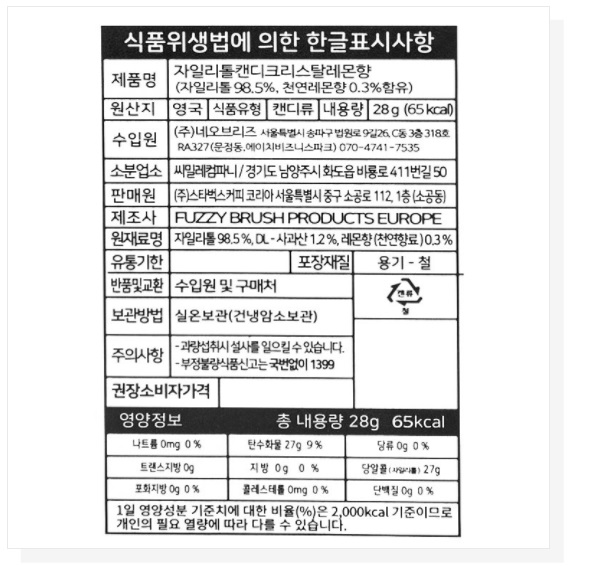 식품위생법에 의한 한글표시사항
제품명 자일리톨캔디크리스탈레몬향
(자일리톨 98.5%, 천연레몬향 0.3%함유)
원산지 영국 식품유형 캔디류 내용량 28g (65 kcal)
수입원 (주)네오브리즈 서울특별시 송파구 법원로 9길26, C동 3층 318호
RA327(문정동,에이치비즈니스파크) 070-4741-7535
소분업소 씨밀레컴파니 / 경기도 남양주시 화도읍 비룡로 411번길 50
판매원 (주)스타벅스커피 코리아 서울특별시 중구 소공로 112, 1층 (소공동)
제조사 FUZZY BRUSH PRODUCTS EUROPE
원재료명 자일리톨 98.5%, DL - 사과산 1.2%, 레몬향(천연향료) 0.3%
유통기한 포장재질 용기 - 철
반품및교환 수입원 및 구매처
캔류
철
보관방법 실온보관(건냉암소보관)
주의사항 - 과량섭취시 설사를 일으킬 수 있습니다.
- 부정불량식품신고는 국번없이 1399
권장소비자가격
영양정보 총 내용량 28g 65kcal
나트륨 0mg 0 % 탄수화물 27g 9 % 당류 0g 0 %
트랜스지방 0g 지방 0g 0 % 당알콜(자일리톨) 27g
포화지방 0g 0 % 콜레스테롤 0mg 0 % 단백질 0g 0 %
1일 영양성분 기준치에 대한 비율(%)은 2,000kcal 기준이므로
개인의 필요 열량에 따라 다를 수 있습니다.